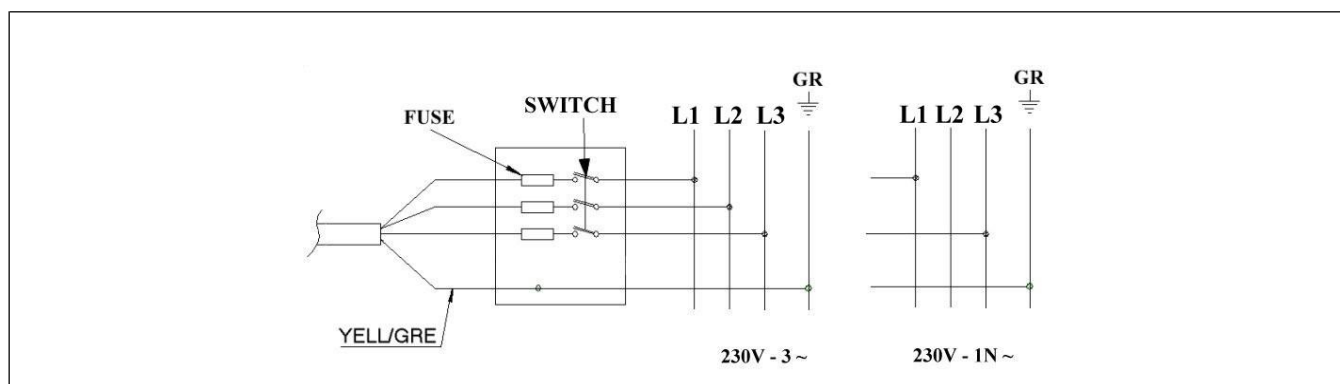 GR
GR
SWITCH
FUSE
L1 L2 L3
L1 L2 L3
YELL/GRE
230V - 3 ~
230V - 1N ~